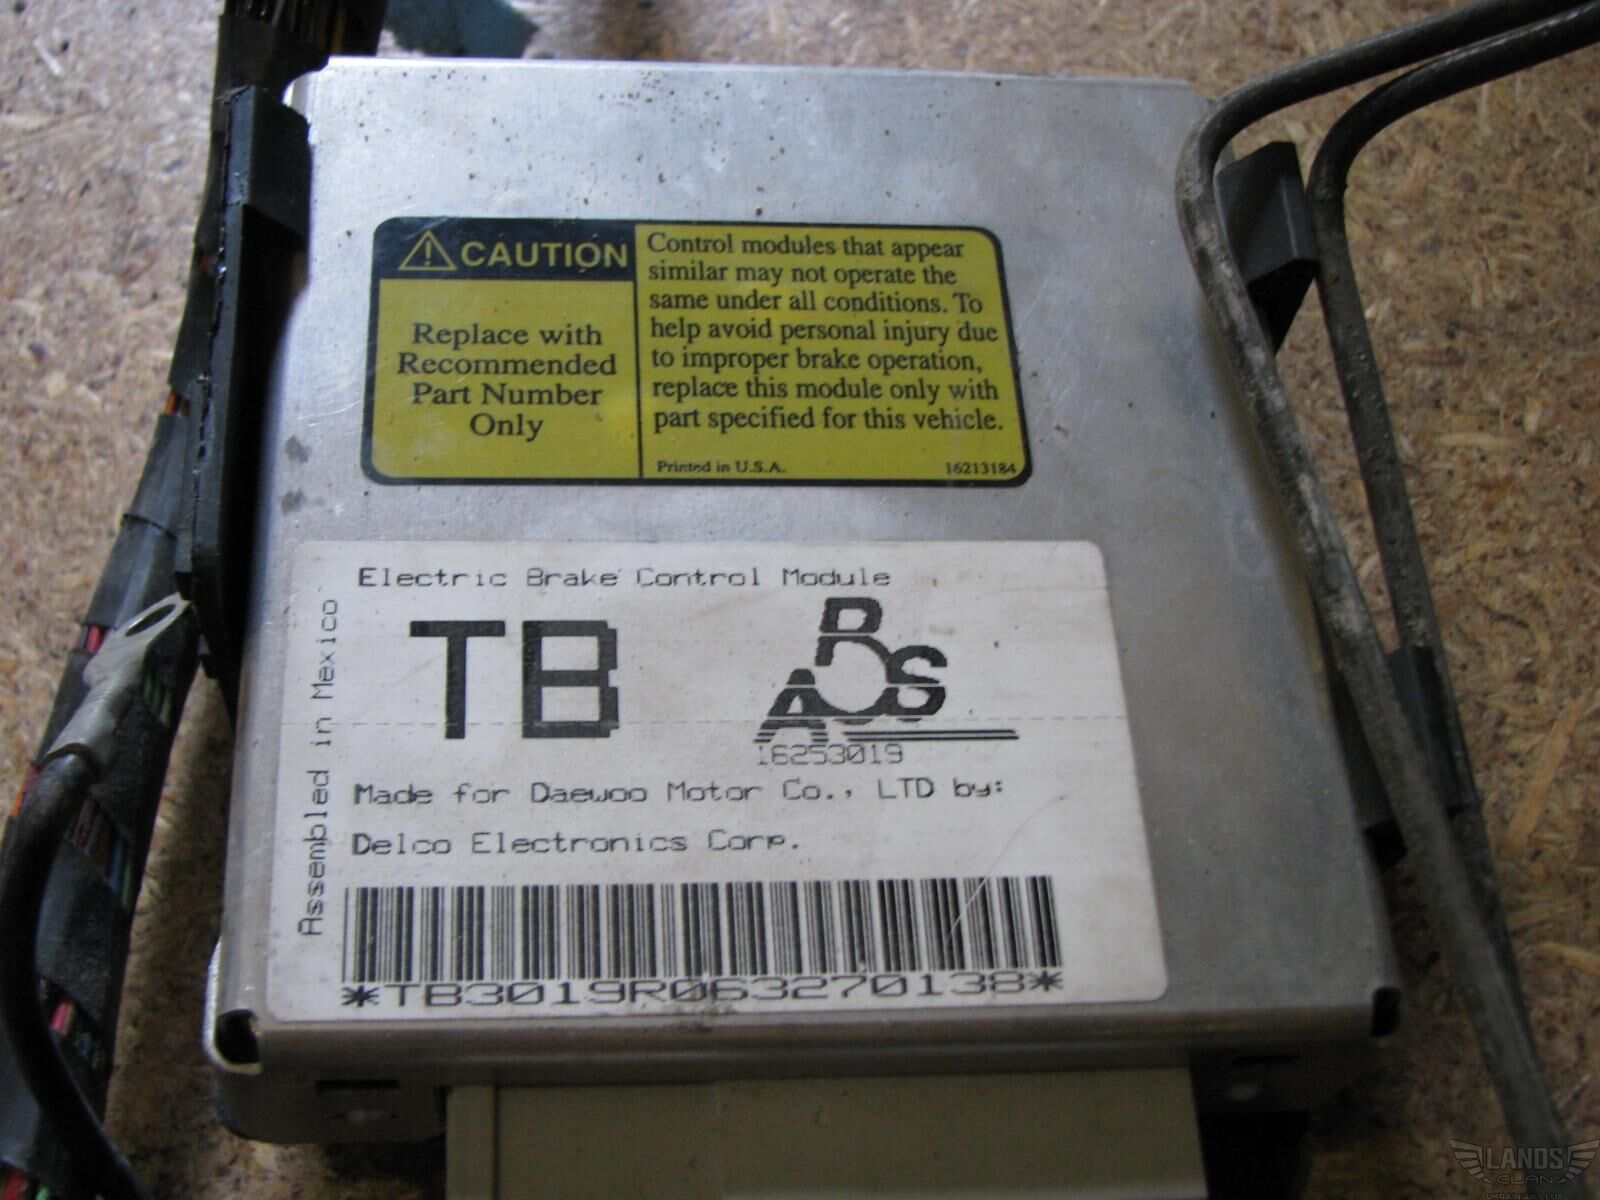 CAUTION
Replace with
Recommended
Part Number
Only
Control modules that appear
similar may not operate the
same under all conditions. To
help avoid personal injury due
to improper brake operation,
replace this module only with
part specified for this vehicle.
Printed in U.S.A. 16213184
Electric Brake Control Module
Assembled in Mexico
TB
ABS
16253019
Made for Daewoo Motor Co., LTD by:
Delco Electronics Corp.
*TB3019R063270138*
LANOS
CLAN
UKRAINIAN CLUB